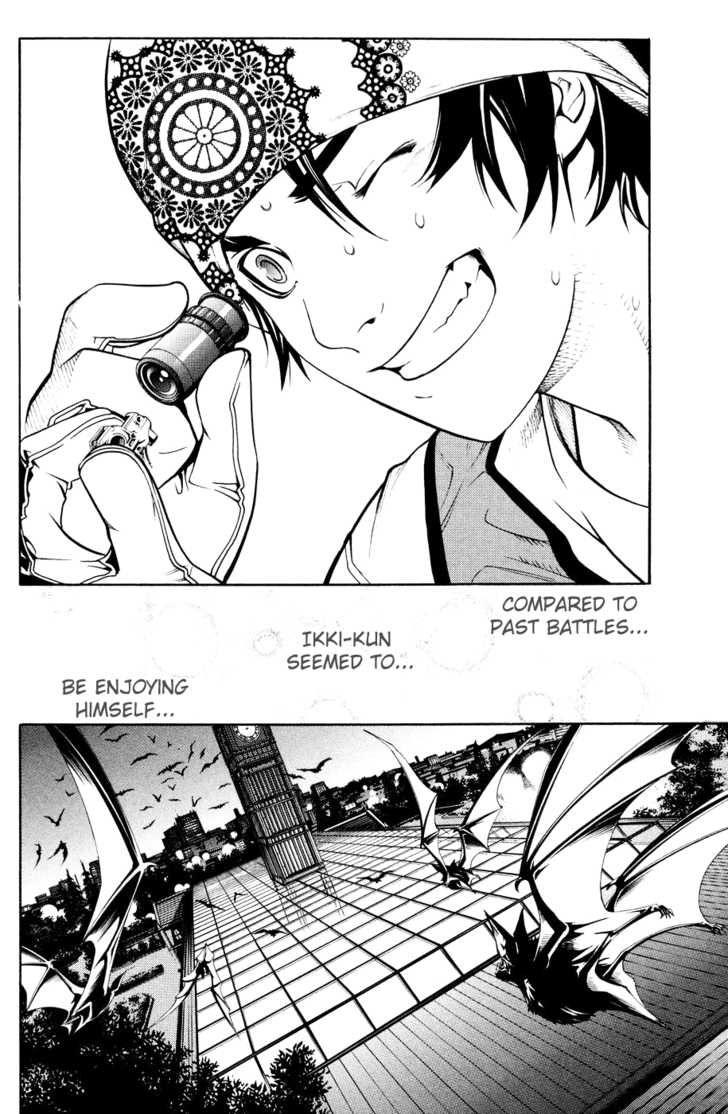 COMPARED TO
PAST BATTLES...
IKKI-KUN
SEEMED TO...
BE ENJOYING
HIMSELF...